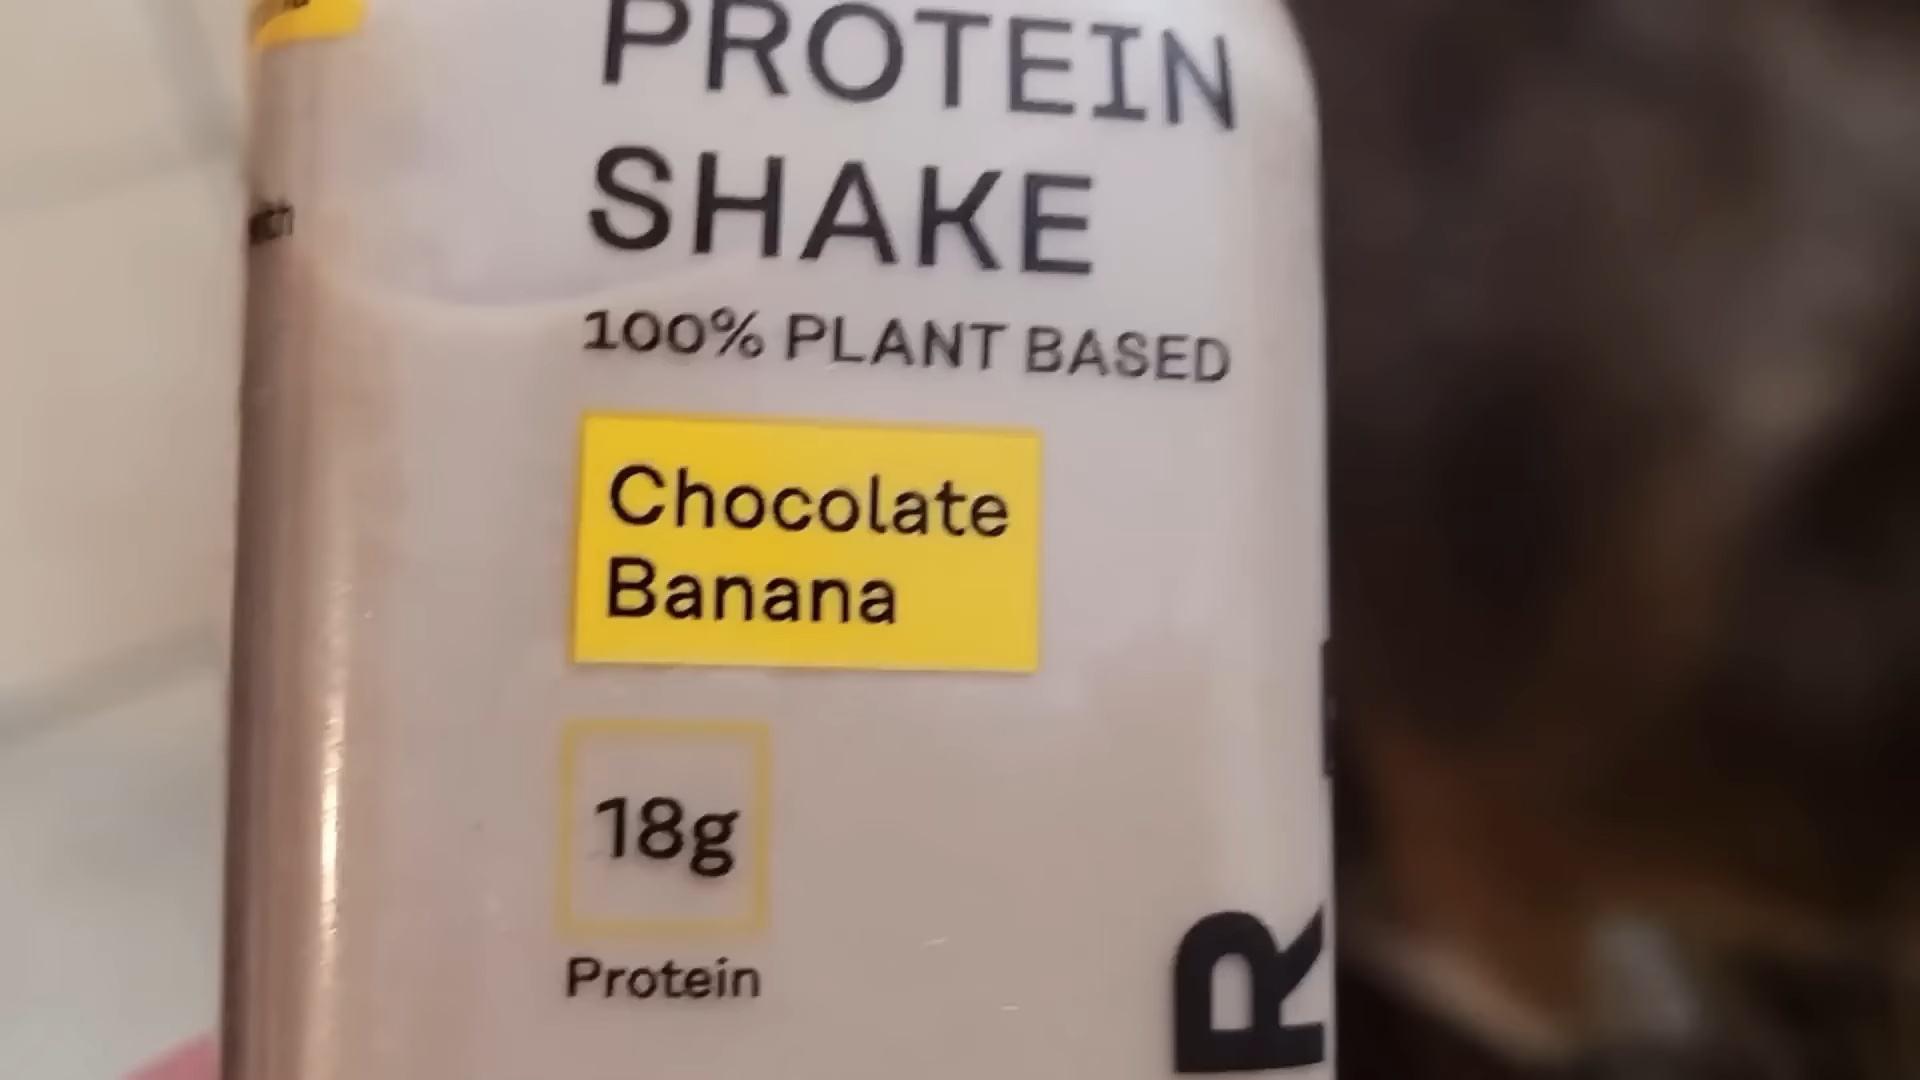 PROTEIN
SHAKE
100% PLANT BASED
Chocolate
Banana
18g
Protein
R